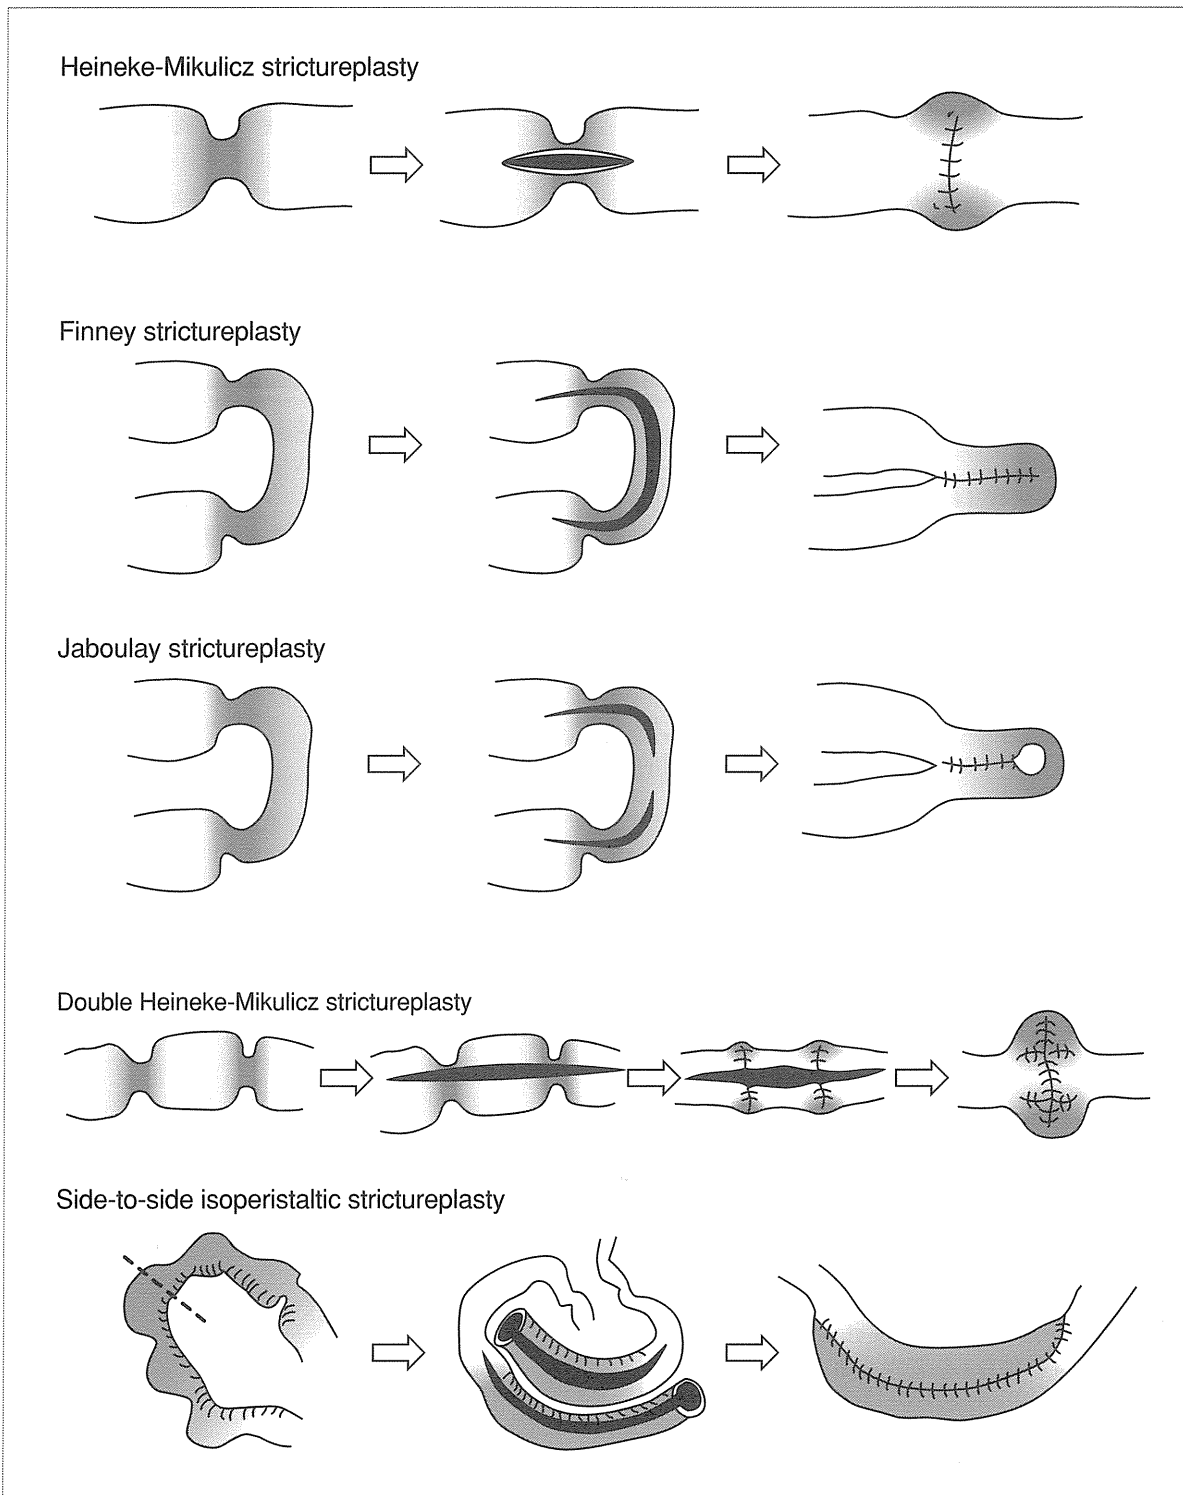 Heineke-Mikulicz strictureplasty
Finney strictureplasty
Jaboulay strictureplasty
Double Heineke-Mikulicz strictureplasty
Side-to-side isoperistaltic strictureplasty